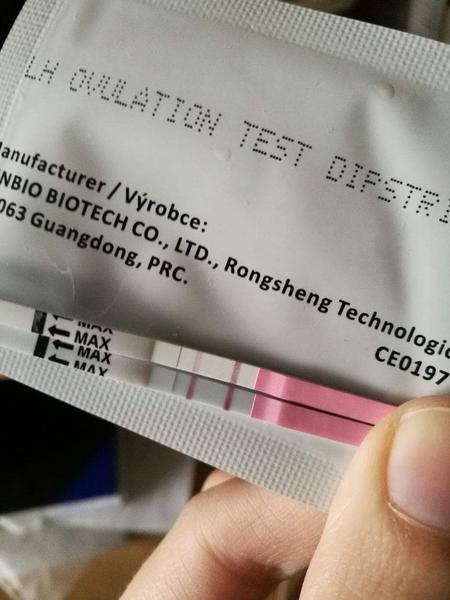 LH OVULATION TEST DIPSTRI
Manufacturer / Výrobce:
NBIO BIOTECH CO., LTD., Rongsheng Technologic
063 Guangdong, PRC.
CE0197
MAX
MAX
MAX
MAX